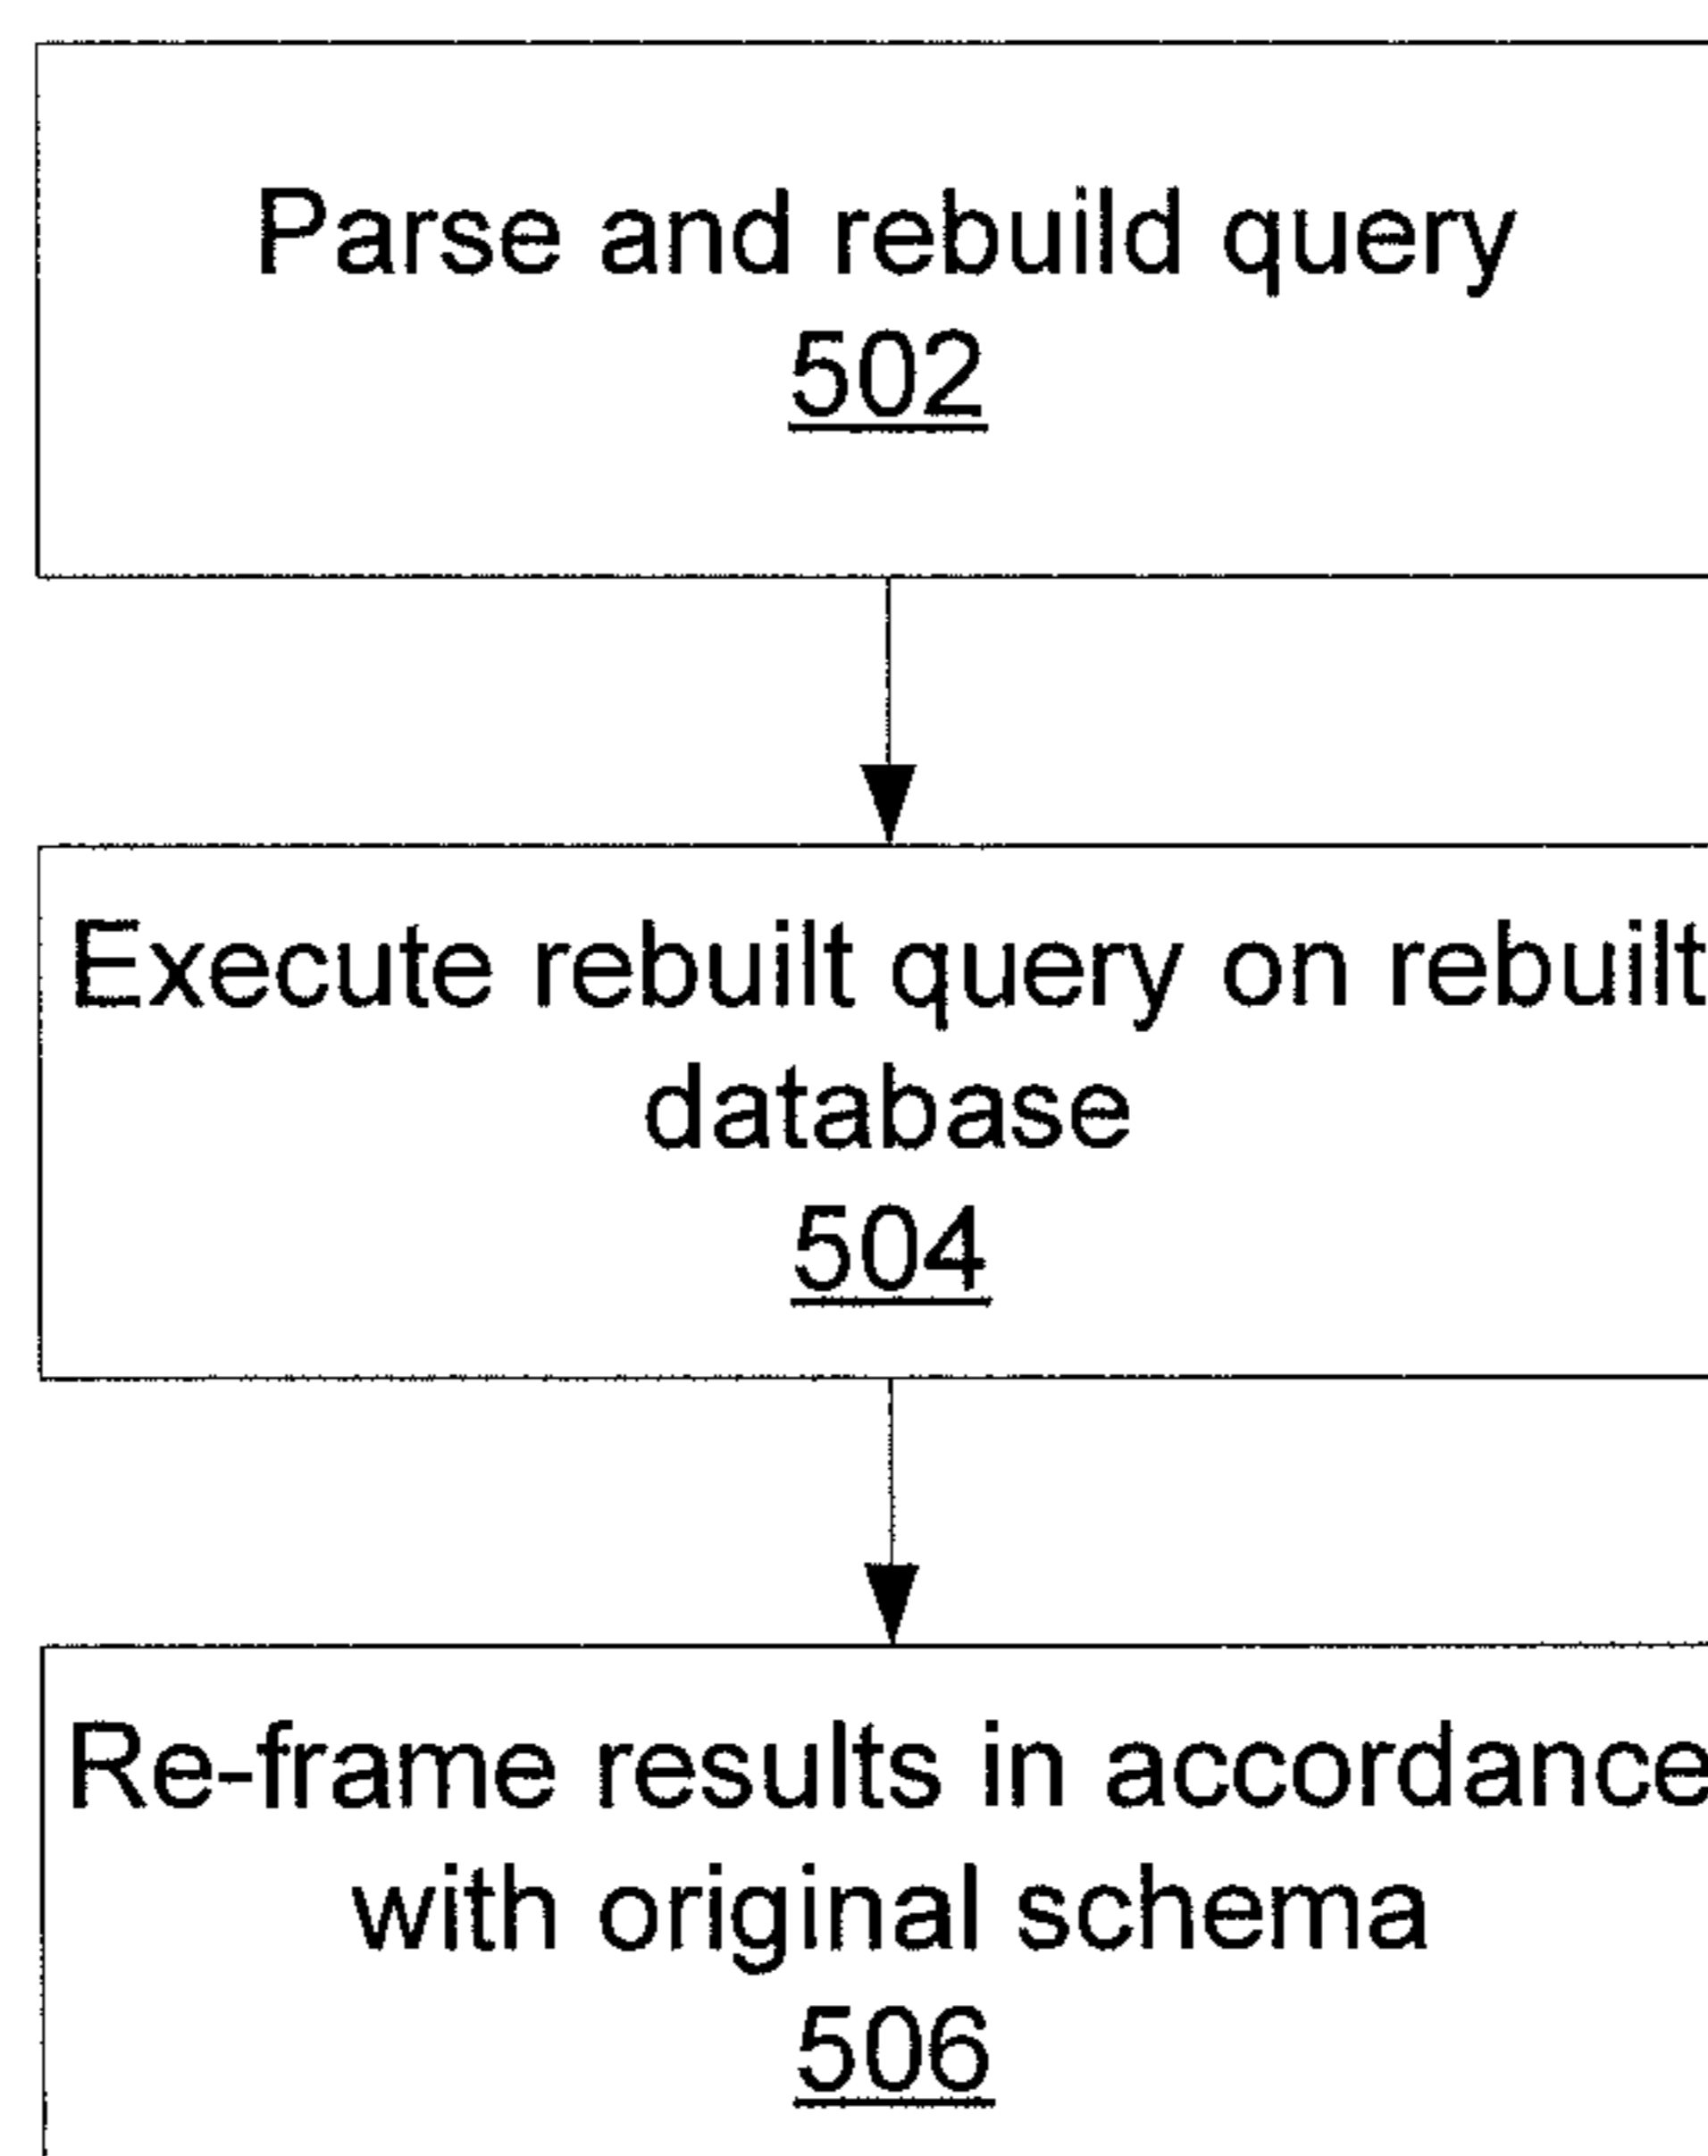 Parse and rebuild query
502
Execute rebuilt query on rebuilt
database
504
Re-frame results in accordance
with original schema
506